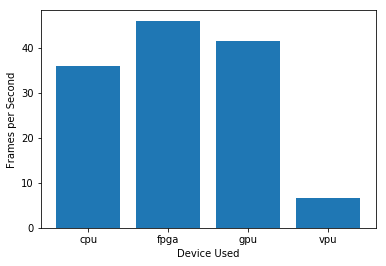 Frames per Second
40
30
20
10
0
cpu fpga gpu vpu
Device Used